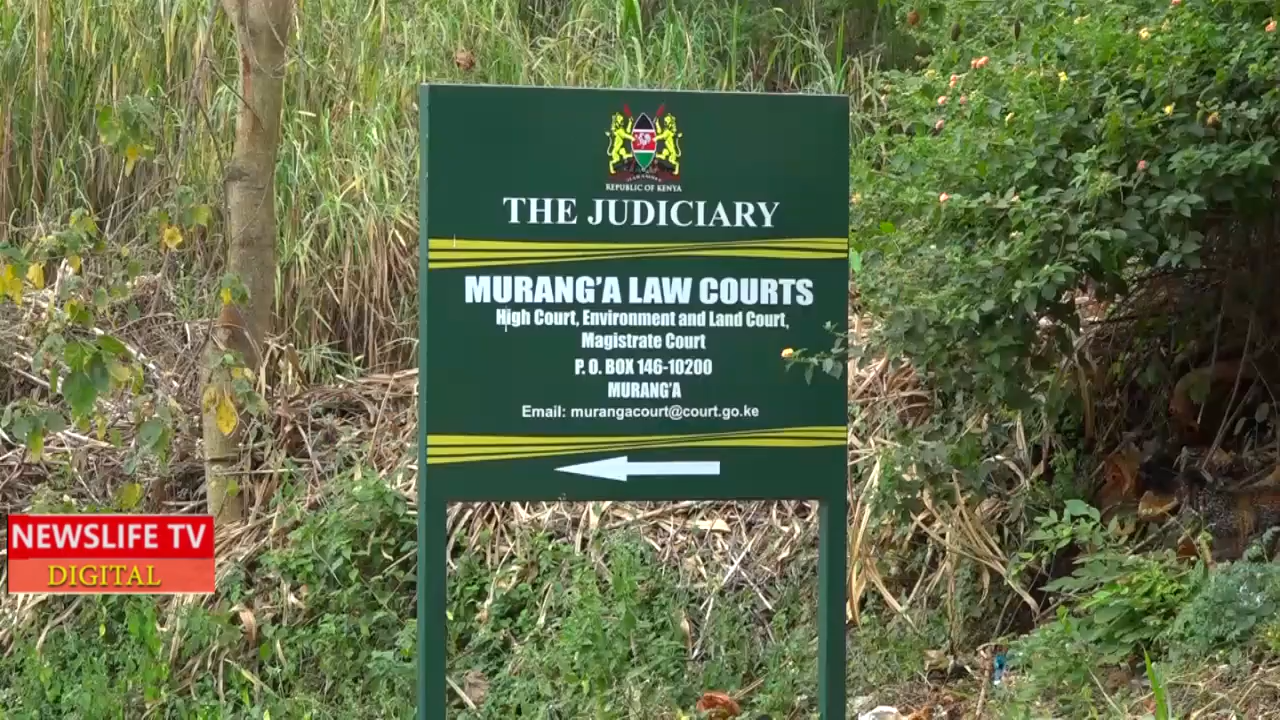 REPUBLIC OF KENYA
THE JUDICIARY
MURANG'A LAW COURTS
High Court, Environment and Land Court,
Magistrate Court
P. O. BOX 146-10200
MURANG'A
Email: murangacourt@court.go.ke
NEWSLIFE TV
DIGITAL